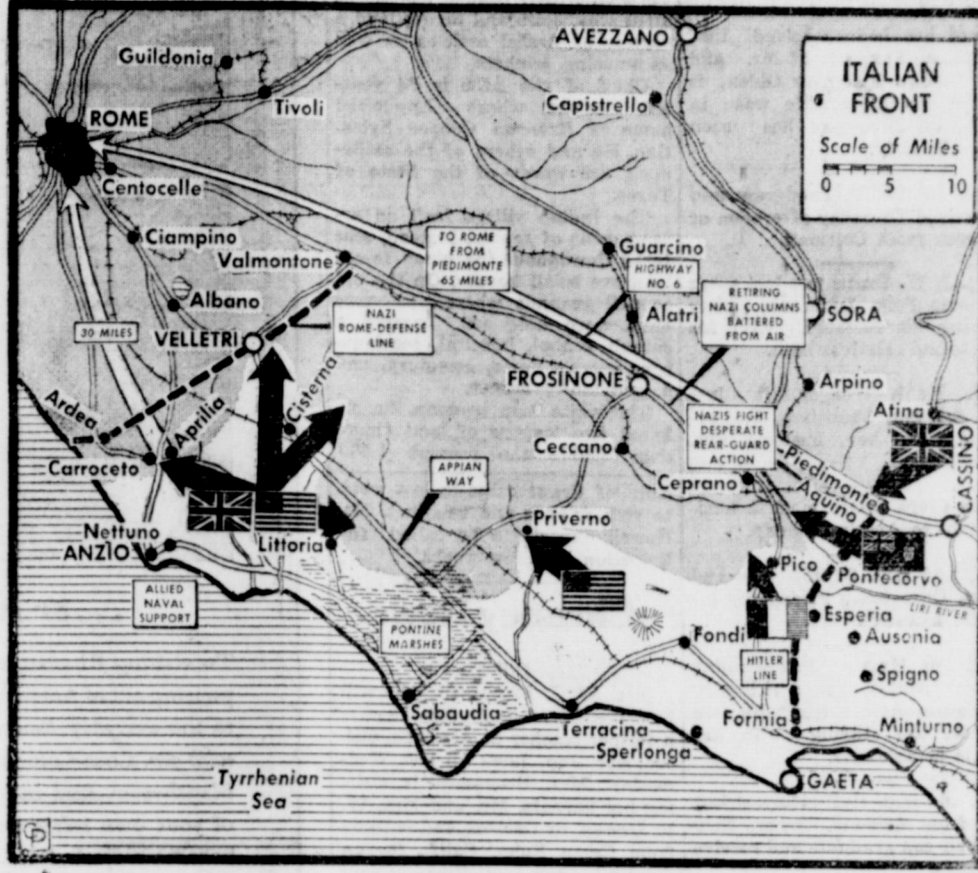 AVEZZANO
Guildonia
Tivoli
Capistrello
ITALIAN
FRONT
Scale of Miles
0 5 10
ROME
Centocelle
Ciampino
Valmontone
TO ROME
FROM
PIEDIMONTE
65 MILES
Guarcino
HIGHWAY
NO. 6
RETIRING
NAZI COLUMNS
BATTERED
FROM AIR
Albano
Alatri
SORA
30 MILES
VELLETRI
NAZI
ROME-DEFENSE
LINE
Cisterna
FROSINONE
Arpino
Atina
Ardea
Aprilia
Carroceto
NAZIS FIGHT
DESPERATE
REAR-GUARD
ACTION
Ceccano
Ceprano
Piedimonte
Aquino
CASSINO
APPIAN
WAY
Nettuno
ANZIO
Littoria
Priverno
Pico
Pontecorvo
LIRI RIVER
ALLIED
NAVAL
SUPPORT
Esperia
Ausonia
PONTINE
MARSHES
Fondi
HITLER
LINE
Spigno
Sabaudia
Terracina
Sperlonga
Formia
Minturno
GAETA
Tyrrhenian
Sea
CP